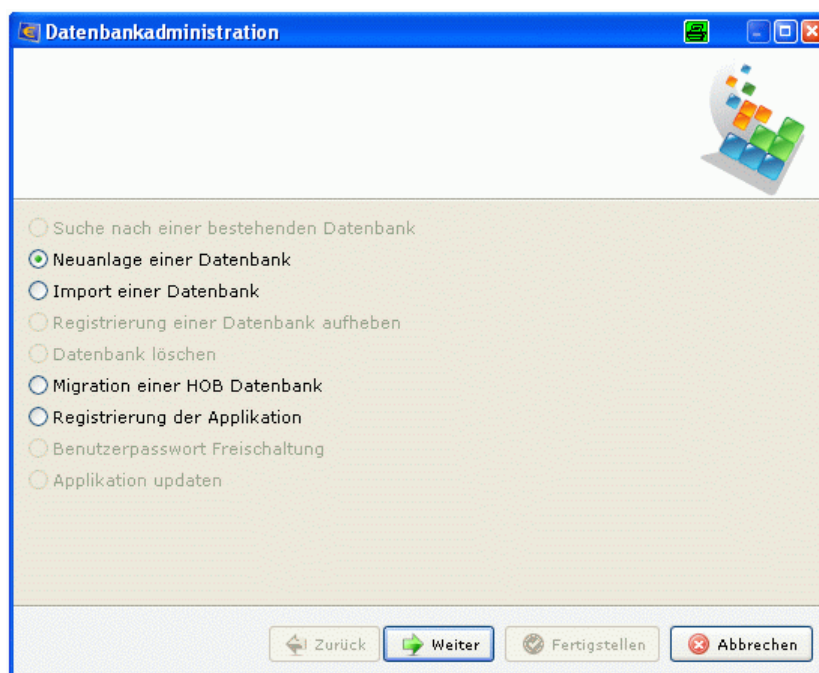 Datenbankadministration
Suche nach einer bestehenden Datenbank
Neuanlage einer Datenbank
Import einer Datenbank
Registrierung einer Datenbank aufheben
Datenbank löschen
Migration einer HOB Datenbank
Registrierung der Applikation
Benutzerpasswort Freischaltung
Applikation updaten
Zurück Weiter Fertigstellen Abbrechen